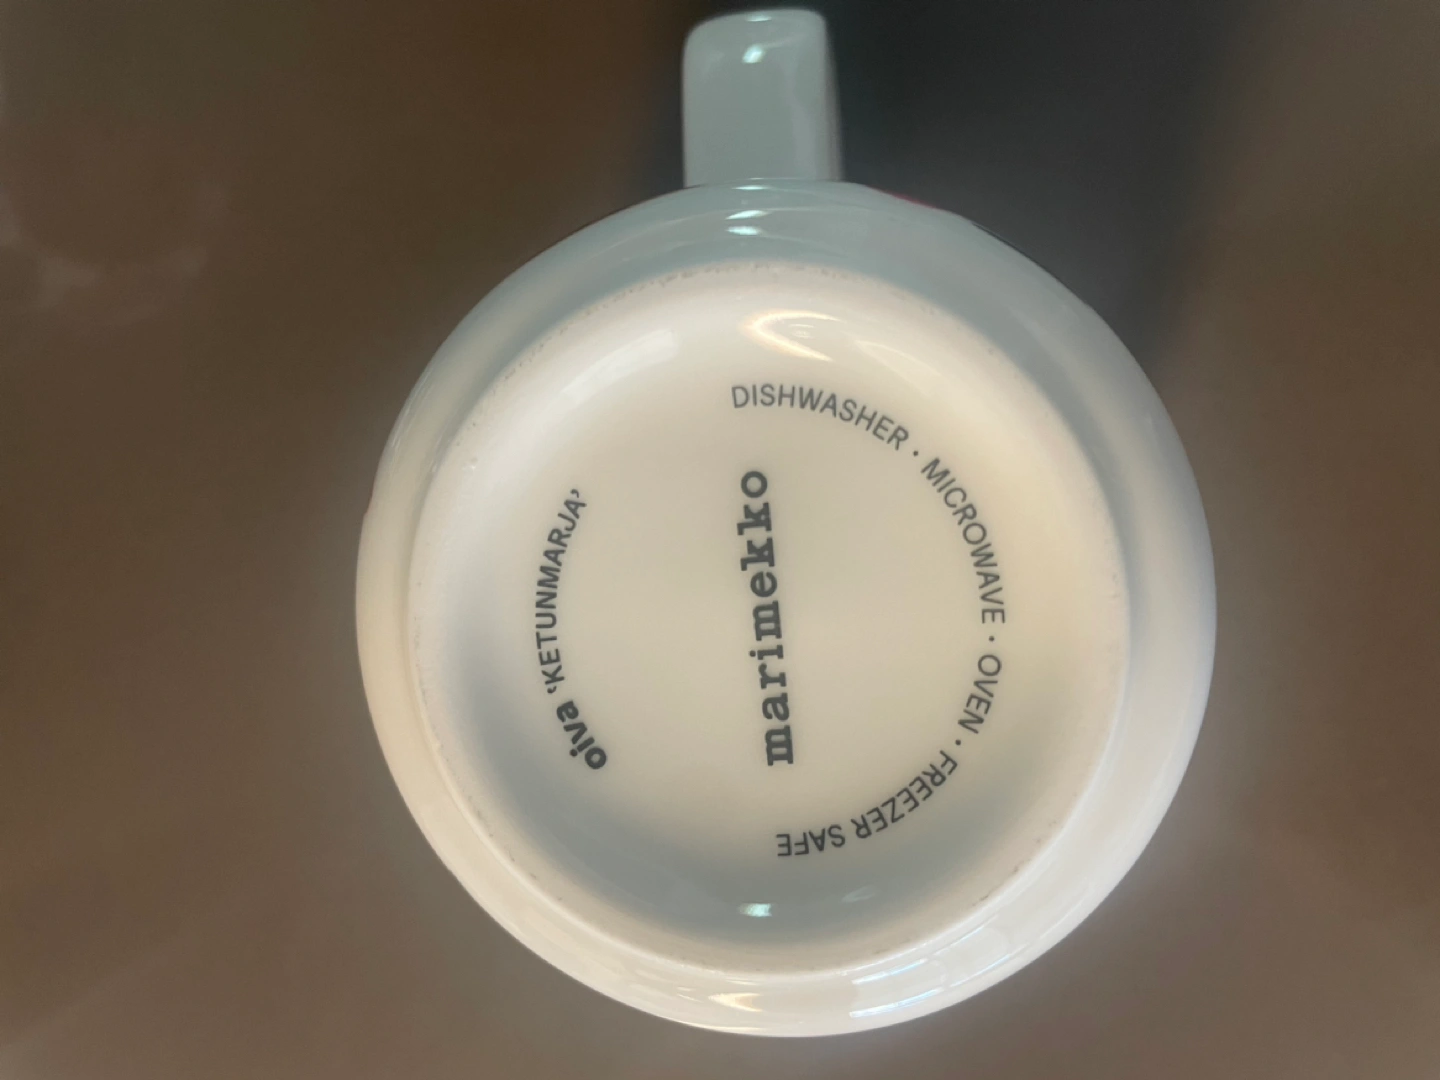 oiva ‘KETUNMARJA’
marimekko
DISHWASHER · MICROWAVE · OVEN · FREEZER SAFE